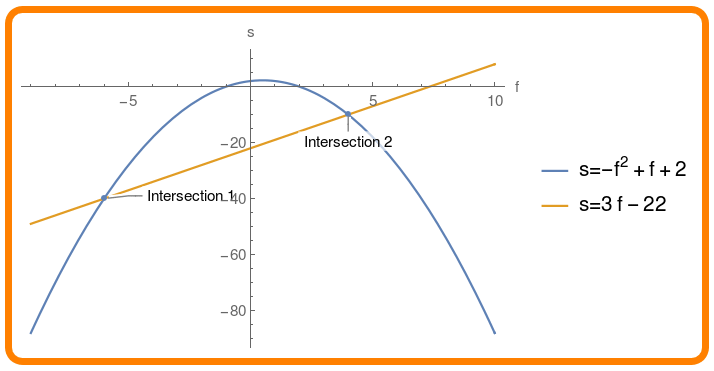 s
f
−5
5
10
−20
−40
−60
−80
Intersection 1
Intersection 2
s=−f² + f + 2
s=3 f − 22